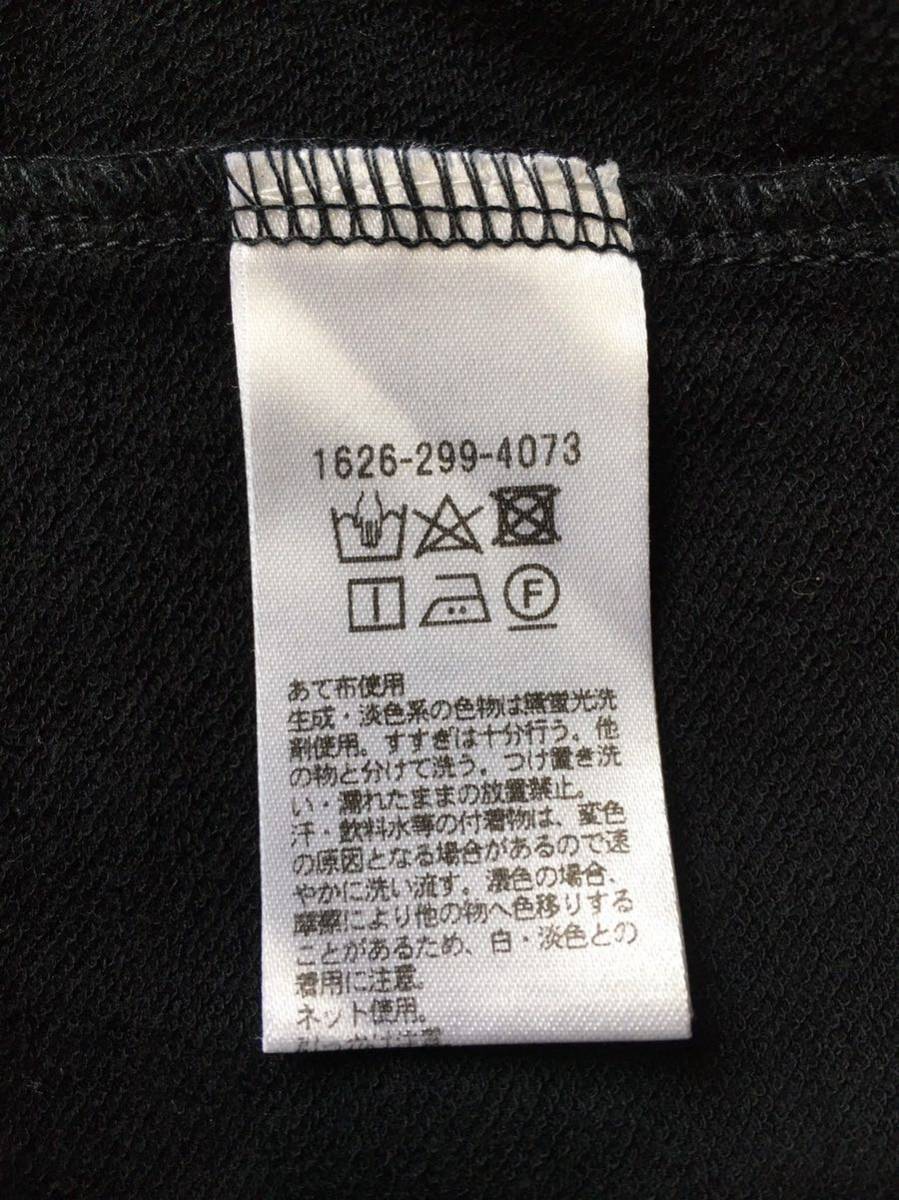 1626-299-4073
F
あて布使用
生成・淡色系の色物は無蛍光洗
剤使用。すすぎは十分行う。他
の物と分けて洗う。つけ置き洗
い・濡れたままの放置禁止。
汗・飲料水等の付着物は、変色
の原因となる場合があるので速
やかに洗い流す。濃色の場合、
摩擦により他の物へ色移りする
ことがあるため、白・淡色との
着用に注意。
ネット使用。